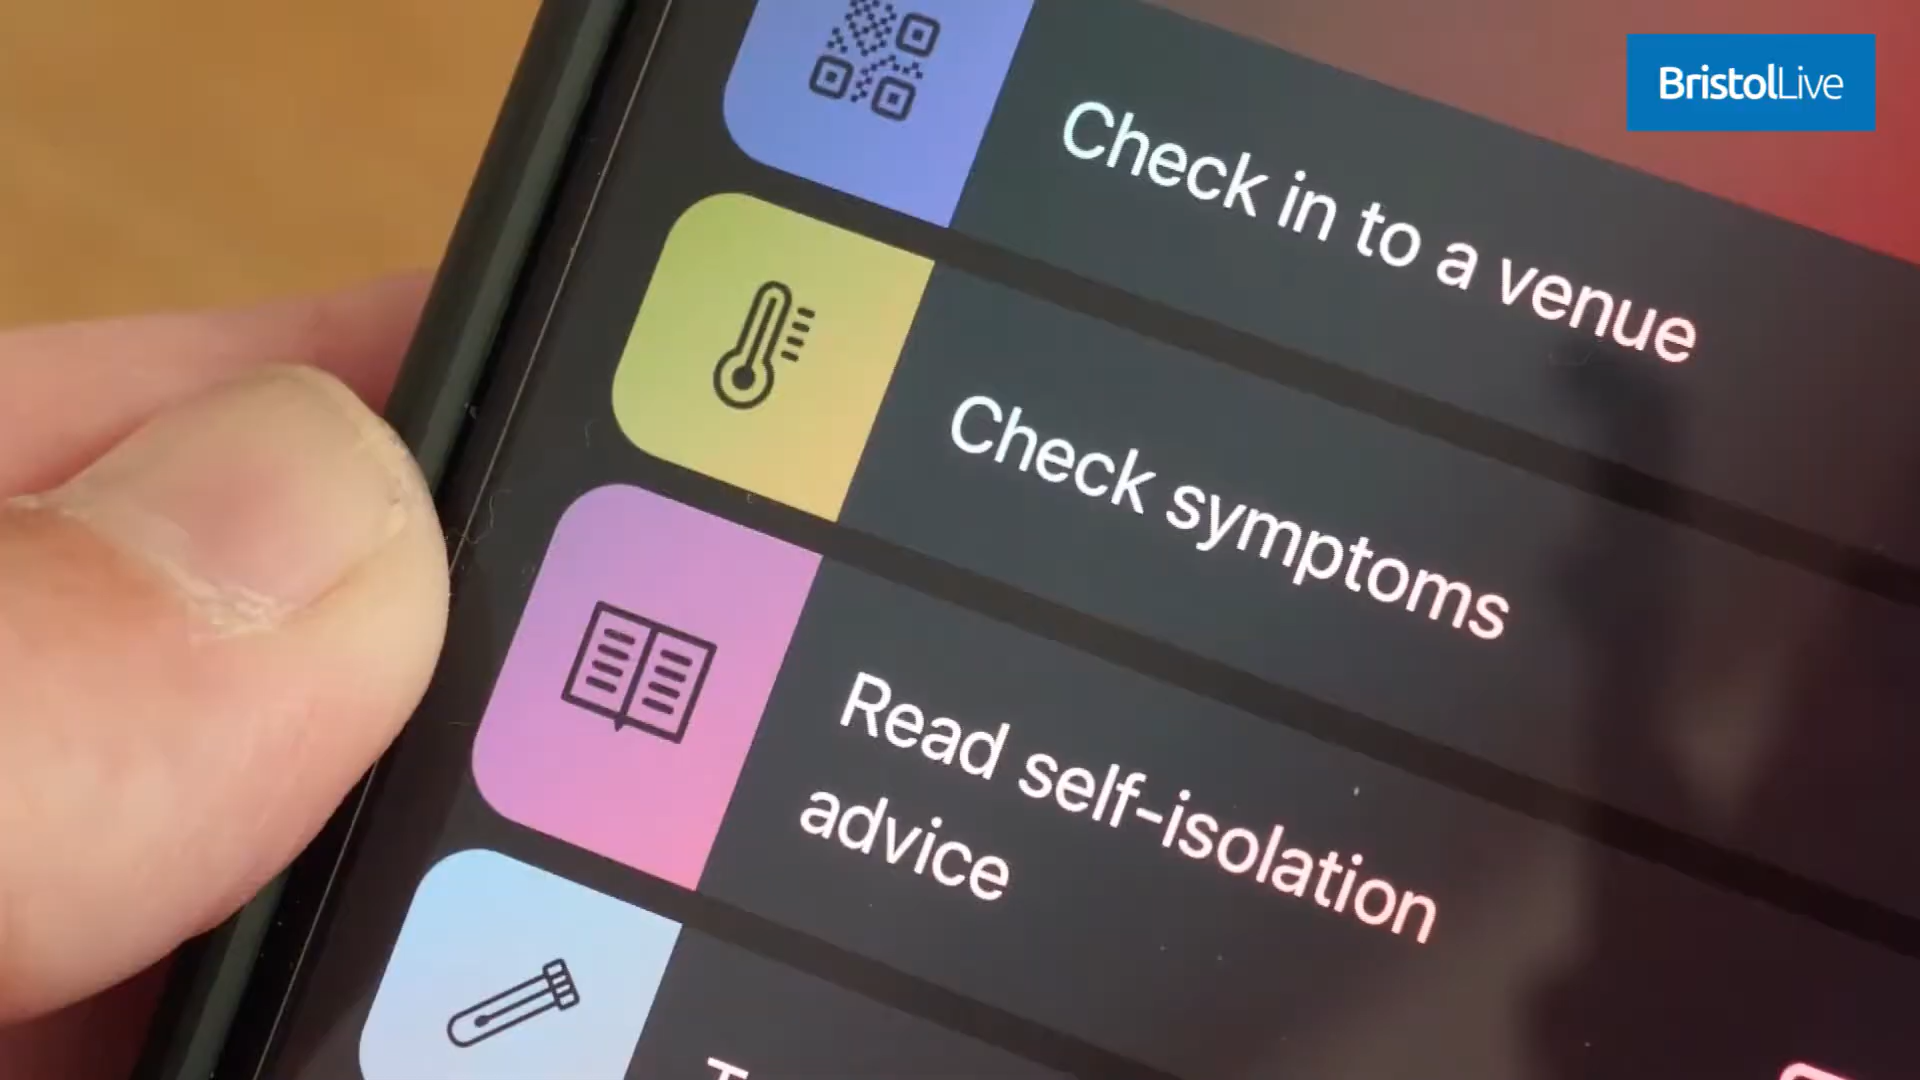 BristolLive
Check in to a venue
Check symptoms
Read self-isolation
advice